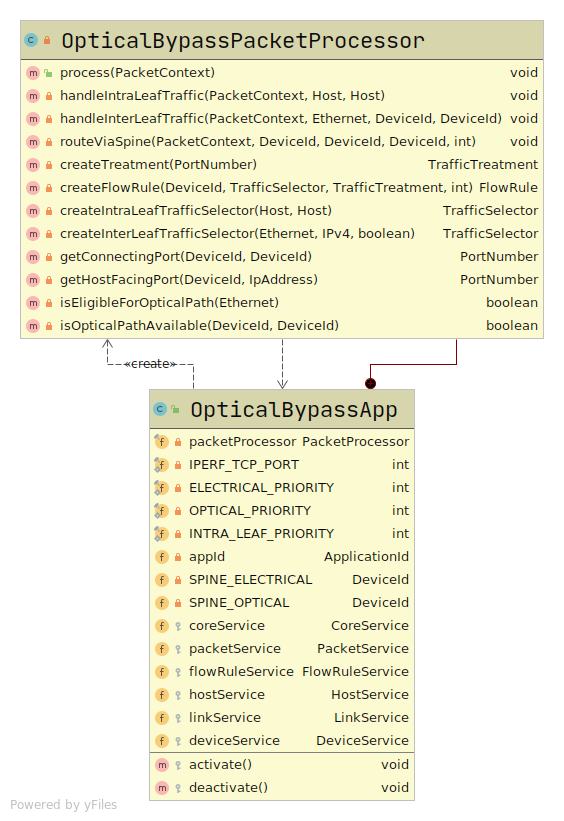 OpticalBypassPacketProcessor
process(PacketContext) void
handleIntraLeafTraffic(PacketContext, Host, Host) void
handleInterLeafTraffic(PacketContext, Ethernet, DeviceId, DeviceId) void
routeViaSpine(PacketContext, DeviceId, DeviceId, DeviceId, int) void
createTreatment(PortNumber) TrafficTreatment
createFlowRule(DeviceId, TrafficSelector, TrafficTreatment, int) FlowRule
createIntraLeafTrafficSelector(Host, Host) TrafficSelector
createInterLeafTrafficSelector(Ethernet, IPv4, boolean) TrafficSelector
getConnectingPort(DeviceId, DeviceId) PortNumber
getHostFacingPort(DeviceId, IpAddress) PortNumber
isEligibleForOpticalPath(Ethernet) boolean
isOpticalPathAvailable(DeviceId, DeviceId) boolean
«create»
OpticalBypassApp
packetProcessor PacketProcessor
IPERF_TCP_PORT int
ELECTRICAL_PRIORITY int
OPTICAL_PRIORITY int
INTRA_LEAF_PRIORITY int
appId ApplicationId
SPINE_ELECTRICAL DeviceId
SPINE_OPTICAL DeviceId
coreService CoreService
packetService PacketService
flowRuleService FlowRuleService
hostService HostService
linkService LinkService
deviceService DeviceService
activate() void
deactivate() void
Powered by yFiles